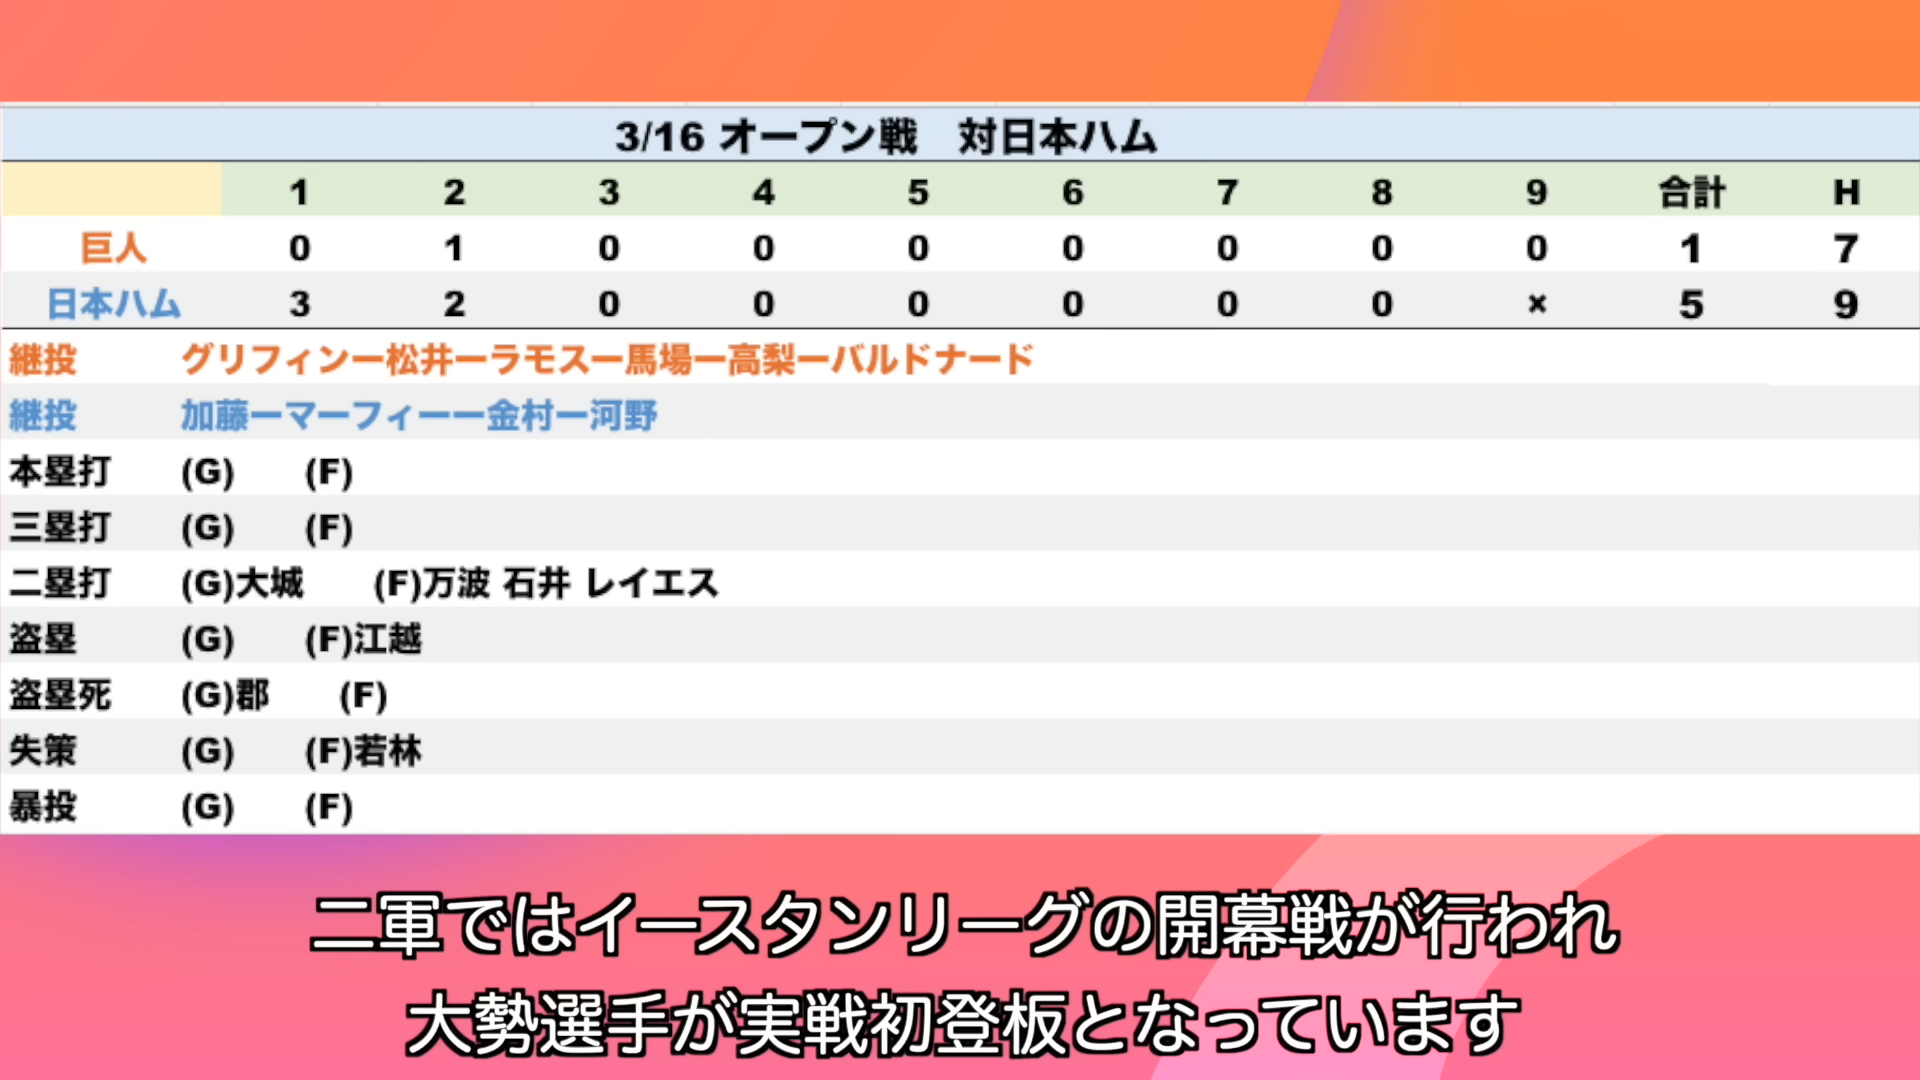 3/16 オープン戦　対日本ハム
1 2 3 4 5 6 7 8 9 合計 H
巨人 0 1 0 0 0 0 0 0 0 1 7
日本ハム 3 2 0 0 0 0 0 0 × 5 9
継投 グリフィンー松井ーラモスー馬場ー高梨ーバルドナード
継投 加藤ーマーフィーー金村ー河野
本塁打 (G) (F)
三塁打 (G) (F)
二塁打 (G)大城 (F)万波 石井 レイエス
盗塁 (G) (F)江越
盗塁死 (G)郡 (F)
失策 (G) (F)若林
暴投 (G) (F)
二軍ではイースタンリーグの開幕戦が行われ
大勢選手が実戦初登板となっています